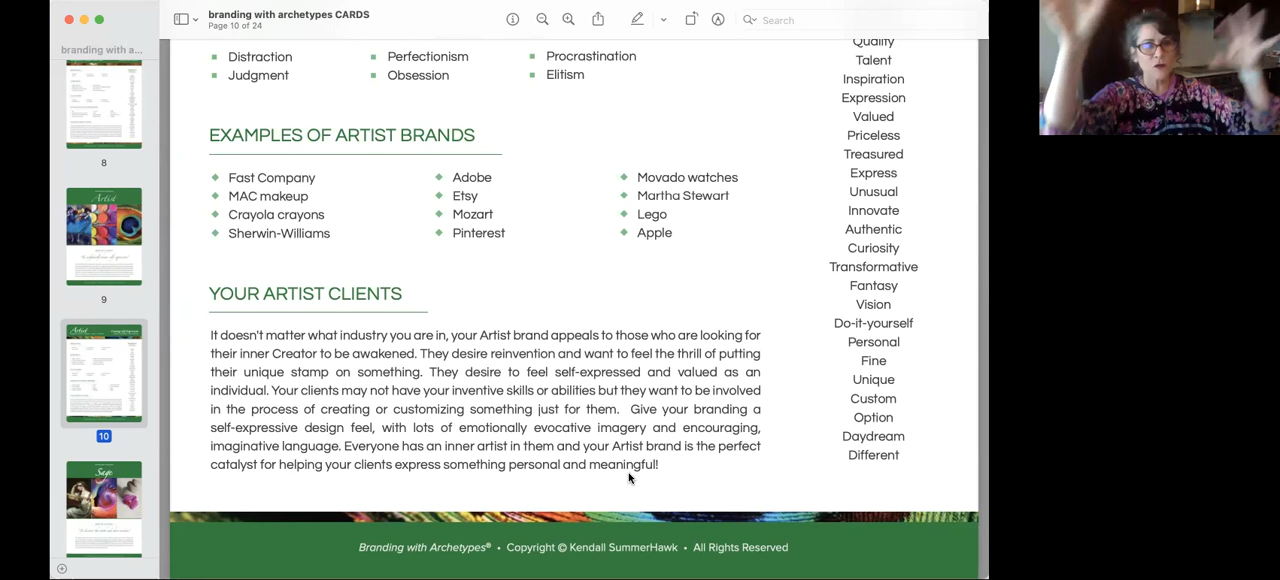 branding with archetypes CARDS
Page 10 of 24
Search
branding with a...
8
Artist
9
Artist
10
Sage
Distraction
Judgment
Perfectionism
Obsession
Procrastination
Elitism
EXAMPLES OF ARTIST BRANDS
Fast Company
MAC makeup
Crayola crayons
Sherwin-Williams
Adobe
Etsy
Mozart
Pinterest
Movado watches
Martha Stewart
Lego
Apple
YOUR ARTIST CLIENTS
It doesn't matter what industry you are in, your Artist brand appeals to those who are looking for
their inner Creator to be awakened. They desire reinvention and want to feel the thrill of putting
their unique stamp on something. They desire to feel self-expressed and valued as an
individual. Your clients may not have your inventive skills or abilities but they want to be involved
in the process of creating or customizing something just for them. Give your branding a
self-expressive design feel, with lots of emotionally evocative imagery and encouraging,
imaginative language. Everyone has an inner artist in them and your Artist brand is the perfect
catalyst for helping your clients express something personal and meaningful!
Quality
Talent
Inspiration
Expression
Valued
Priceless
Treasured
Express
Unusual
Innovate
Authentic
Curiosity
Transformative
Fantasy
Vision
Do-it-yourself
Personal
Fine
Unique
Custom
Option
Daydream
Different
Branding with Archetypes® • Copyright © Kendall SummerHawk • All Rights Reserved